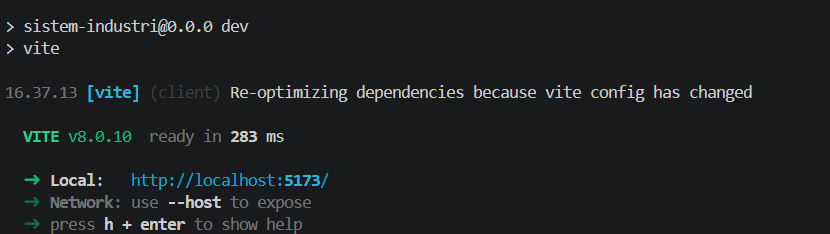 > sistem-industri@0.0.0 dev
> vite
16.37.13 [vite] (client) Re-optimizing dependencies because vite config has changed
VITE v8.0.10 ready in 283 ms
➜ Local: http://localhost:5173/
➜ Network: use --host to expose
➜ press h + enter to show help